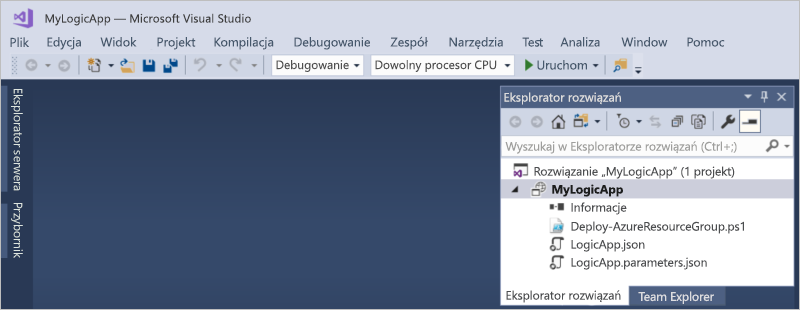 MyLogicApp — Microsoft Visual Studio
Plik Edycja Widok Projekt Kompilacja Debugowanie Zespół Narzędzia Test Analiza Window Pomoc
Debugowanie Dowolny procesor CPU Uruchom
Eksplorator serwera
Przybornik
Eksplorator rozwiązań
Wyszukaj w Eksploratorze rozwiązań (Ctrl+;)
Rozwiązanie „MyLogicApp” (1 projekt)
MyLogicApp
Informacje
Deploy-AzureResourceGroup.ps1
LogicApp.json
LogicApp.parameters.json
Eksplorator rozwiązań Team Explorer